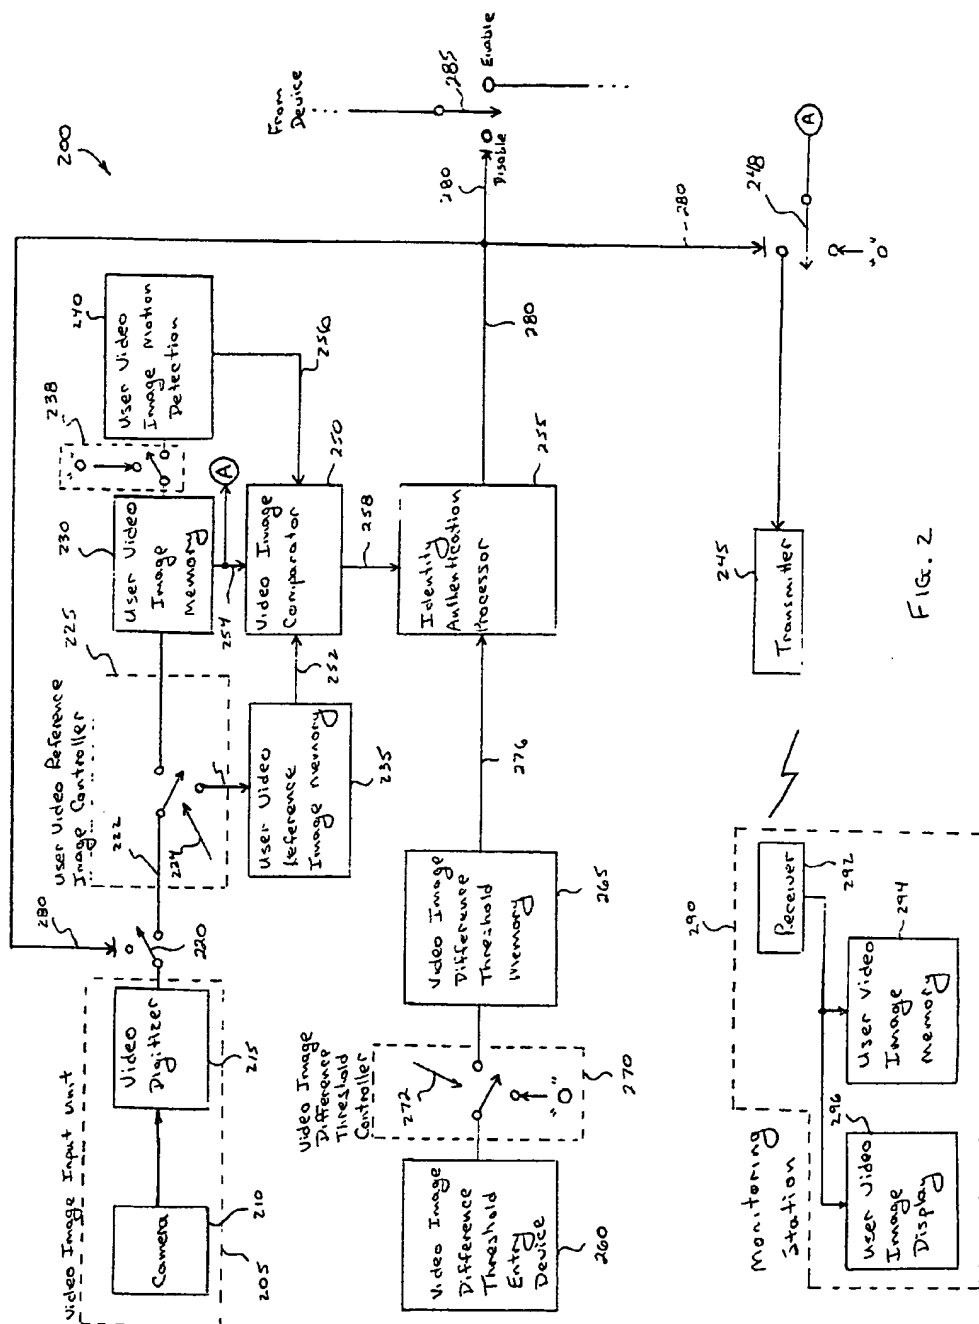 200
Video Image Input Unit
Camera
210
205
Video
Digitizer
215
280
220
User Video Reference
Image Controller
222
224
225
User Video
Image
Memory
230
"0"
238
User Video
Image Motion
Detection
240
A
254
256
User Video
Reference
Image Memory
235
252
Video Image
Comparator
250
258
Identity
Authentication
Processor
255
280
280
Disable
Enable
285
From
Device
Video Image
Difference
Threshold
Entry
Device
260
Video Image
Difference
Threshold
Controller
272
"0"
270
Video Image
Difference
Threshold
Memory
265
276
280
248
A
"0"
Transmitter
245
Monitoring
Station
290
Receiver
292
User Video
Image
Memory
294
User Video
Image
Display
296
FIG. 2